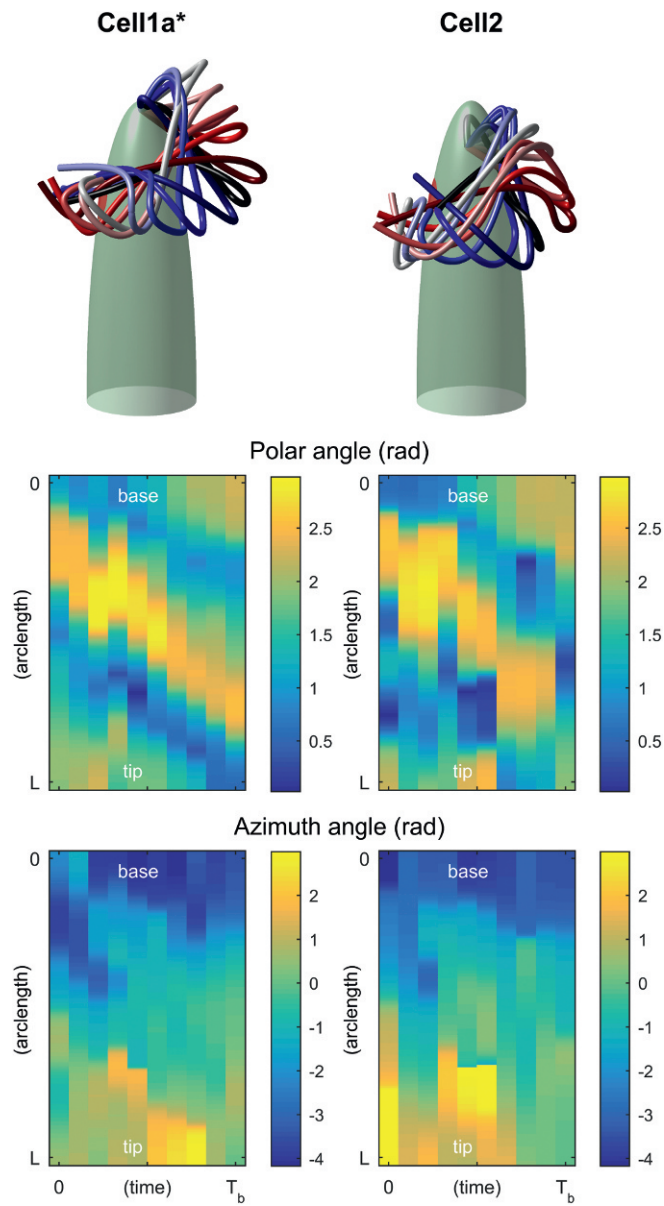 Cell1a* Cell2
Polar angle (rad)
0 base 2.5 base 2.5
2 2
(arclength) 1.5 (arclength) 1.5
1 1
0.5 0.5
L tip tip
Azimuth angle (rad)
0 base 2 base 2
1 1
0 0
(arclength) -1 (arclength) -1
-2 -2
-3 -3
L tip -4 tip -4
0 (time) T_b 0 (time) T_b